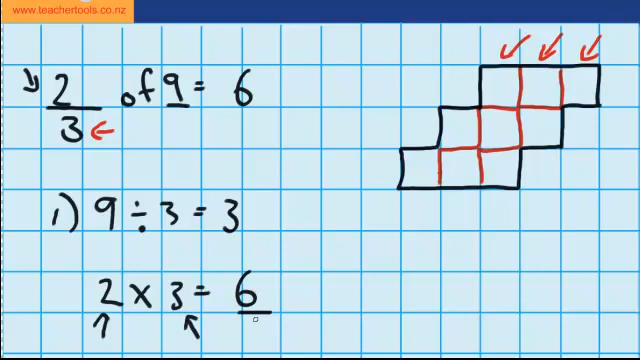 www.teachertools.co.nz
2/3 of 9 = 6
1) 9 ÷ 3 = 3
2 x 3 = 6